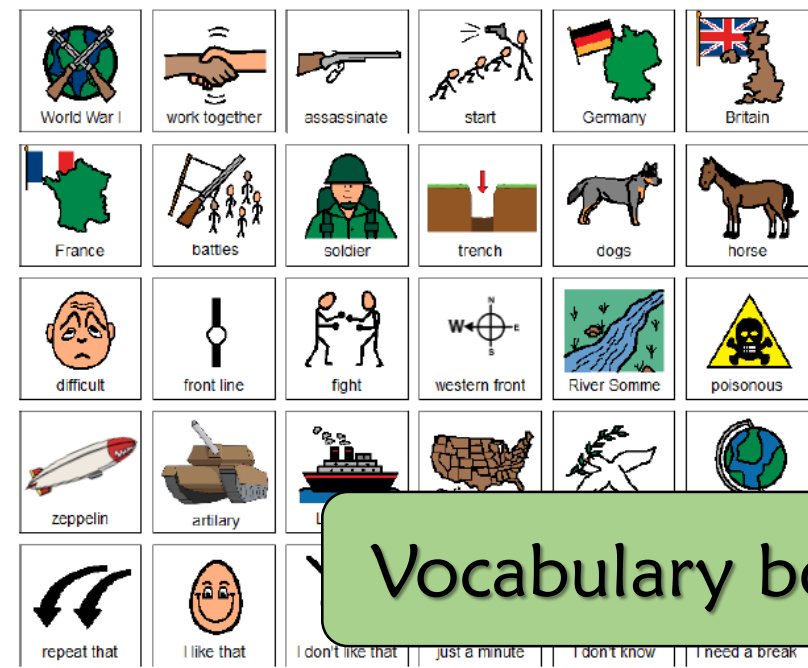 World War I
work together
assassinate
start
Germany
Britain
France
battles
soldier
trench
dogs
horse
difficult
front line
fight
N
W
E
S
western front
River Somme
poisonous
zeppelin
artilary
L
Vocabulary bo
repeat that
I like that
I don't like that
just a minute
I don't know
I need a break